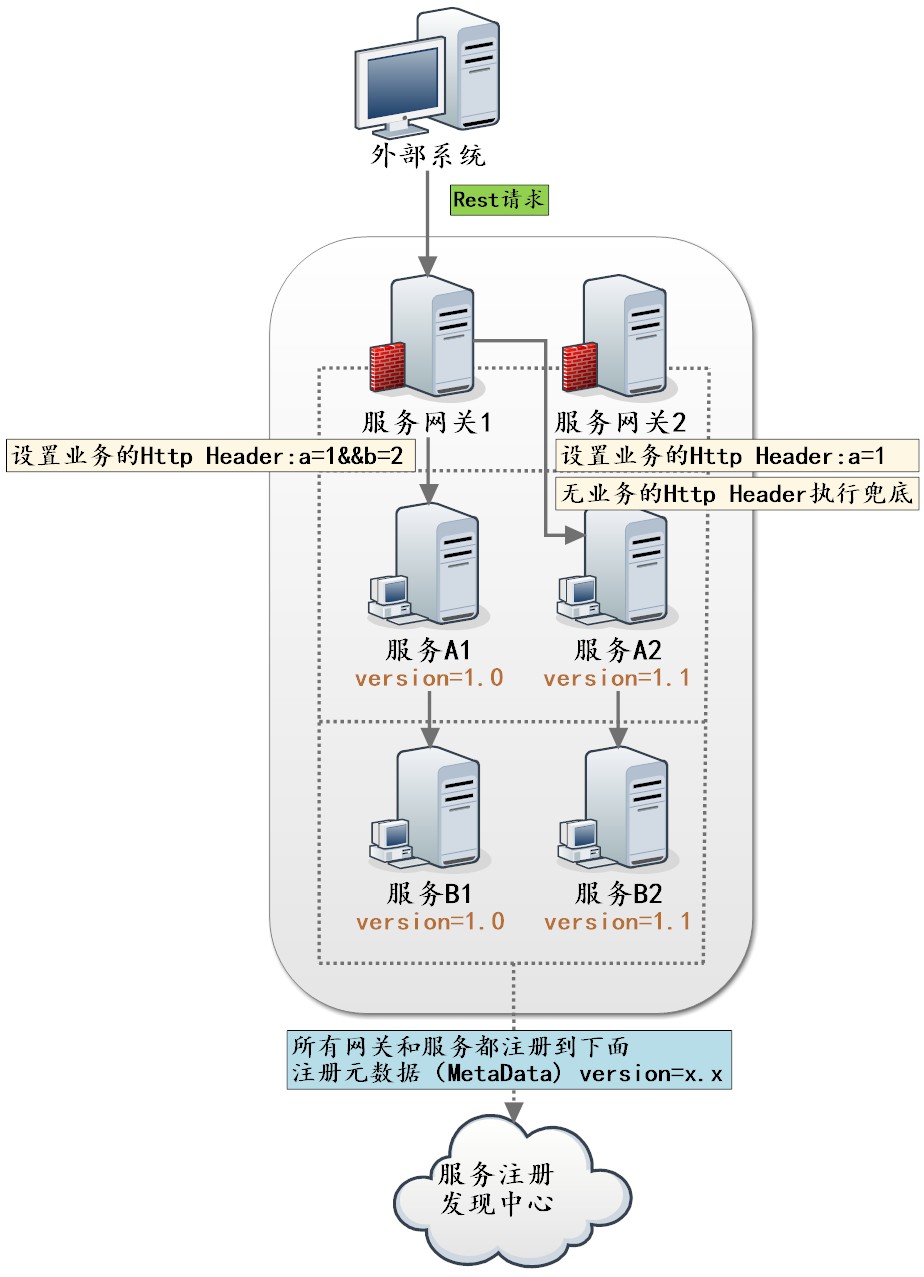 外部系统
Rest请求
服务网关1
服务网关2
设置业务的Http Header:a=1&&b=2
设置业务的Http Header:a=1
无业务的Http Header执行兜底
服务A1
version=1.0
服务A2
version=1.1
服务B1
version=1.0
服务B2
version=1.1
所有网关和服务都注册到下面
注册元数据（MetaData）version=x.x
服务注册
发现中心